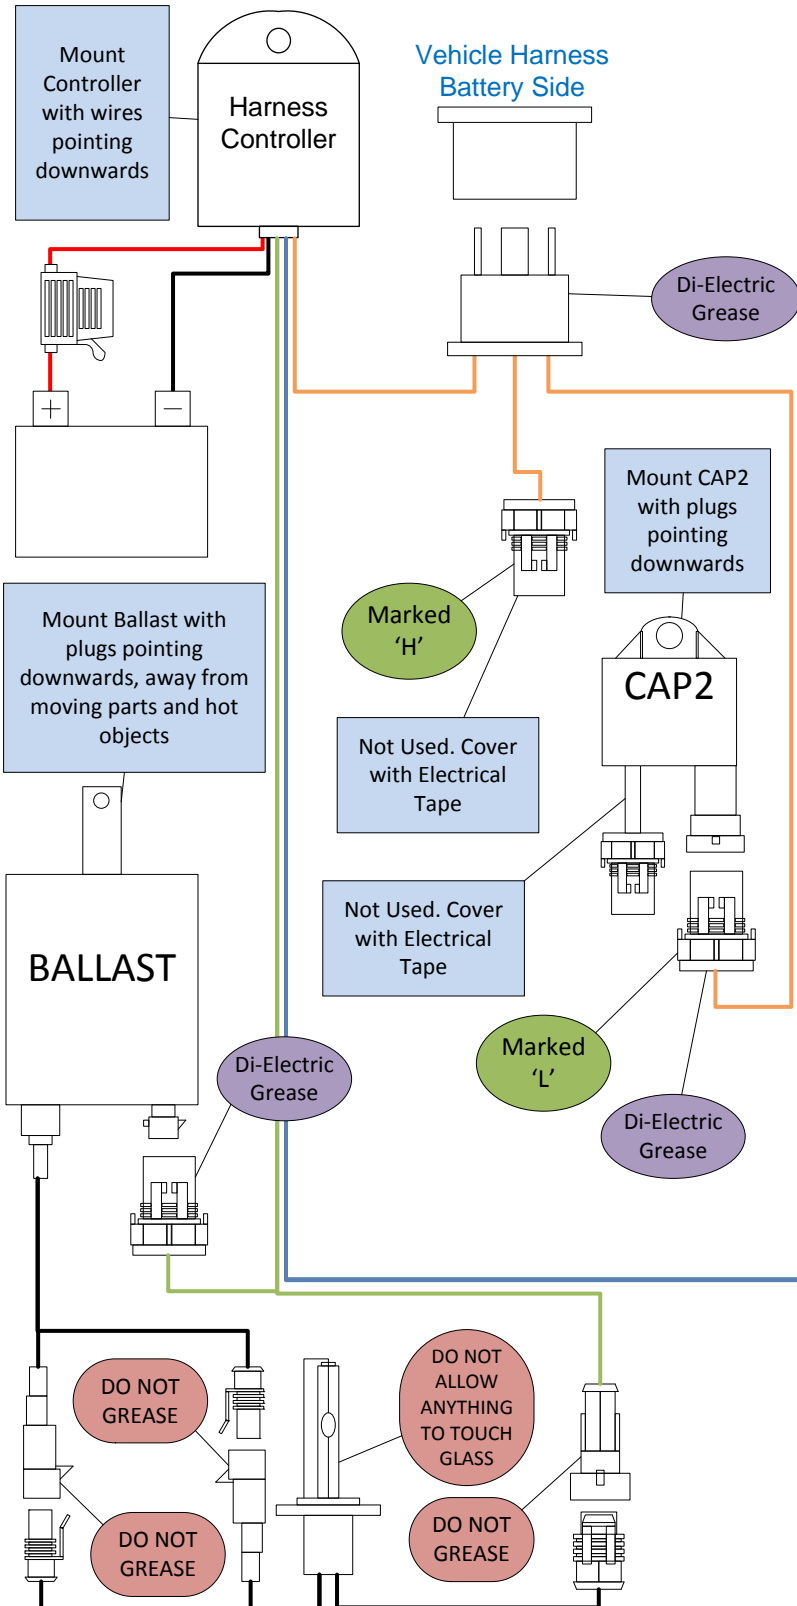 Mount
Controller
with wires
pointing
downwards
Harness
Controller
Vehicle Harness
Battery Side
Di-Electric
Grease
+
−
Mount CAP2
with plugs
pointing
downwards
Marked
‘H’
Mount Ballast with
plugs pointing
downwards, away from
moving parts and hot
objects
CAP2
Not Used. Cover
with Electrical
Tape
Not Used. Cover
with Electrical
Tape
BALLAST
Marked
‘L’
Di-Electric
Grease
Di-Electric
Grease
DO NOT
GREASE
DO NOT
ALLOW
ANYTHING
TO TOUCH
GLASS
DO NOT
GREASE
DO NOT
GREASE